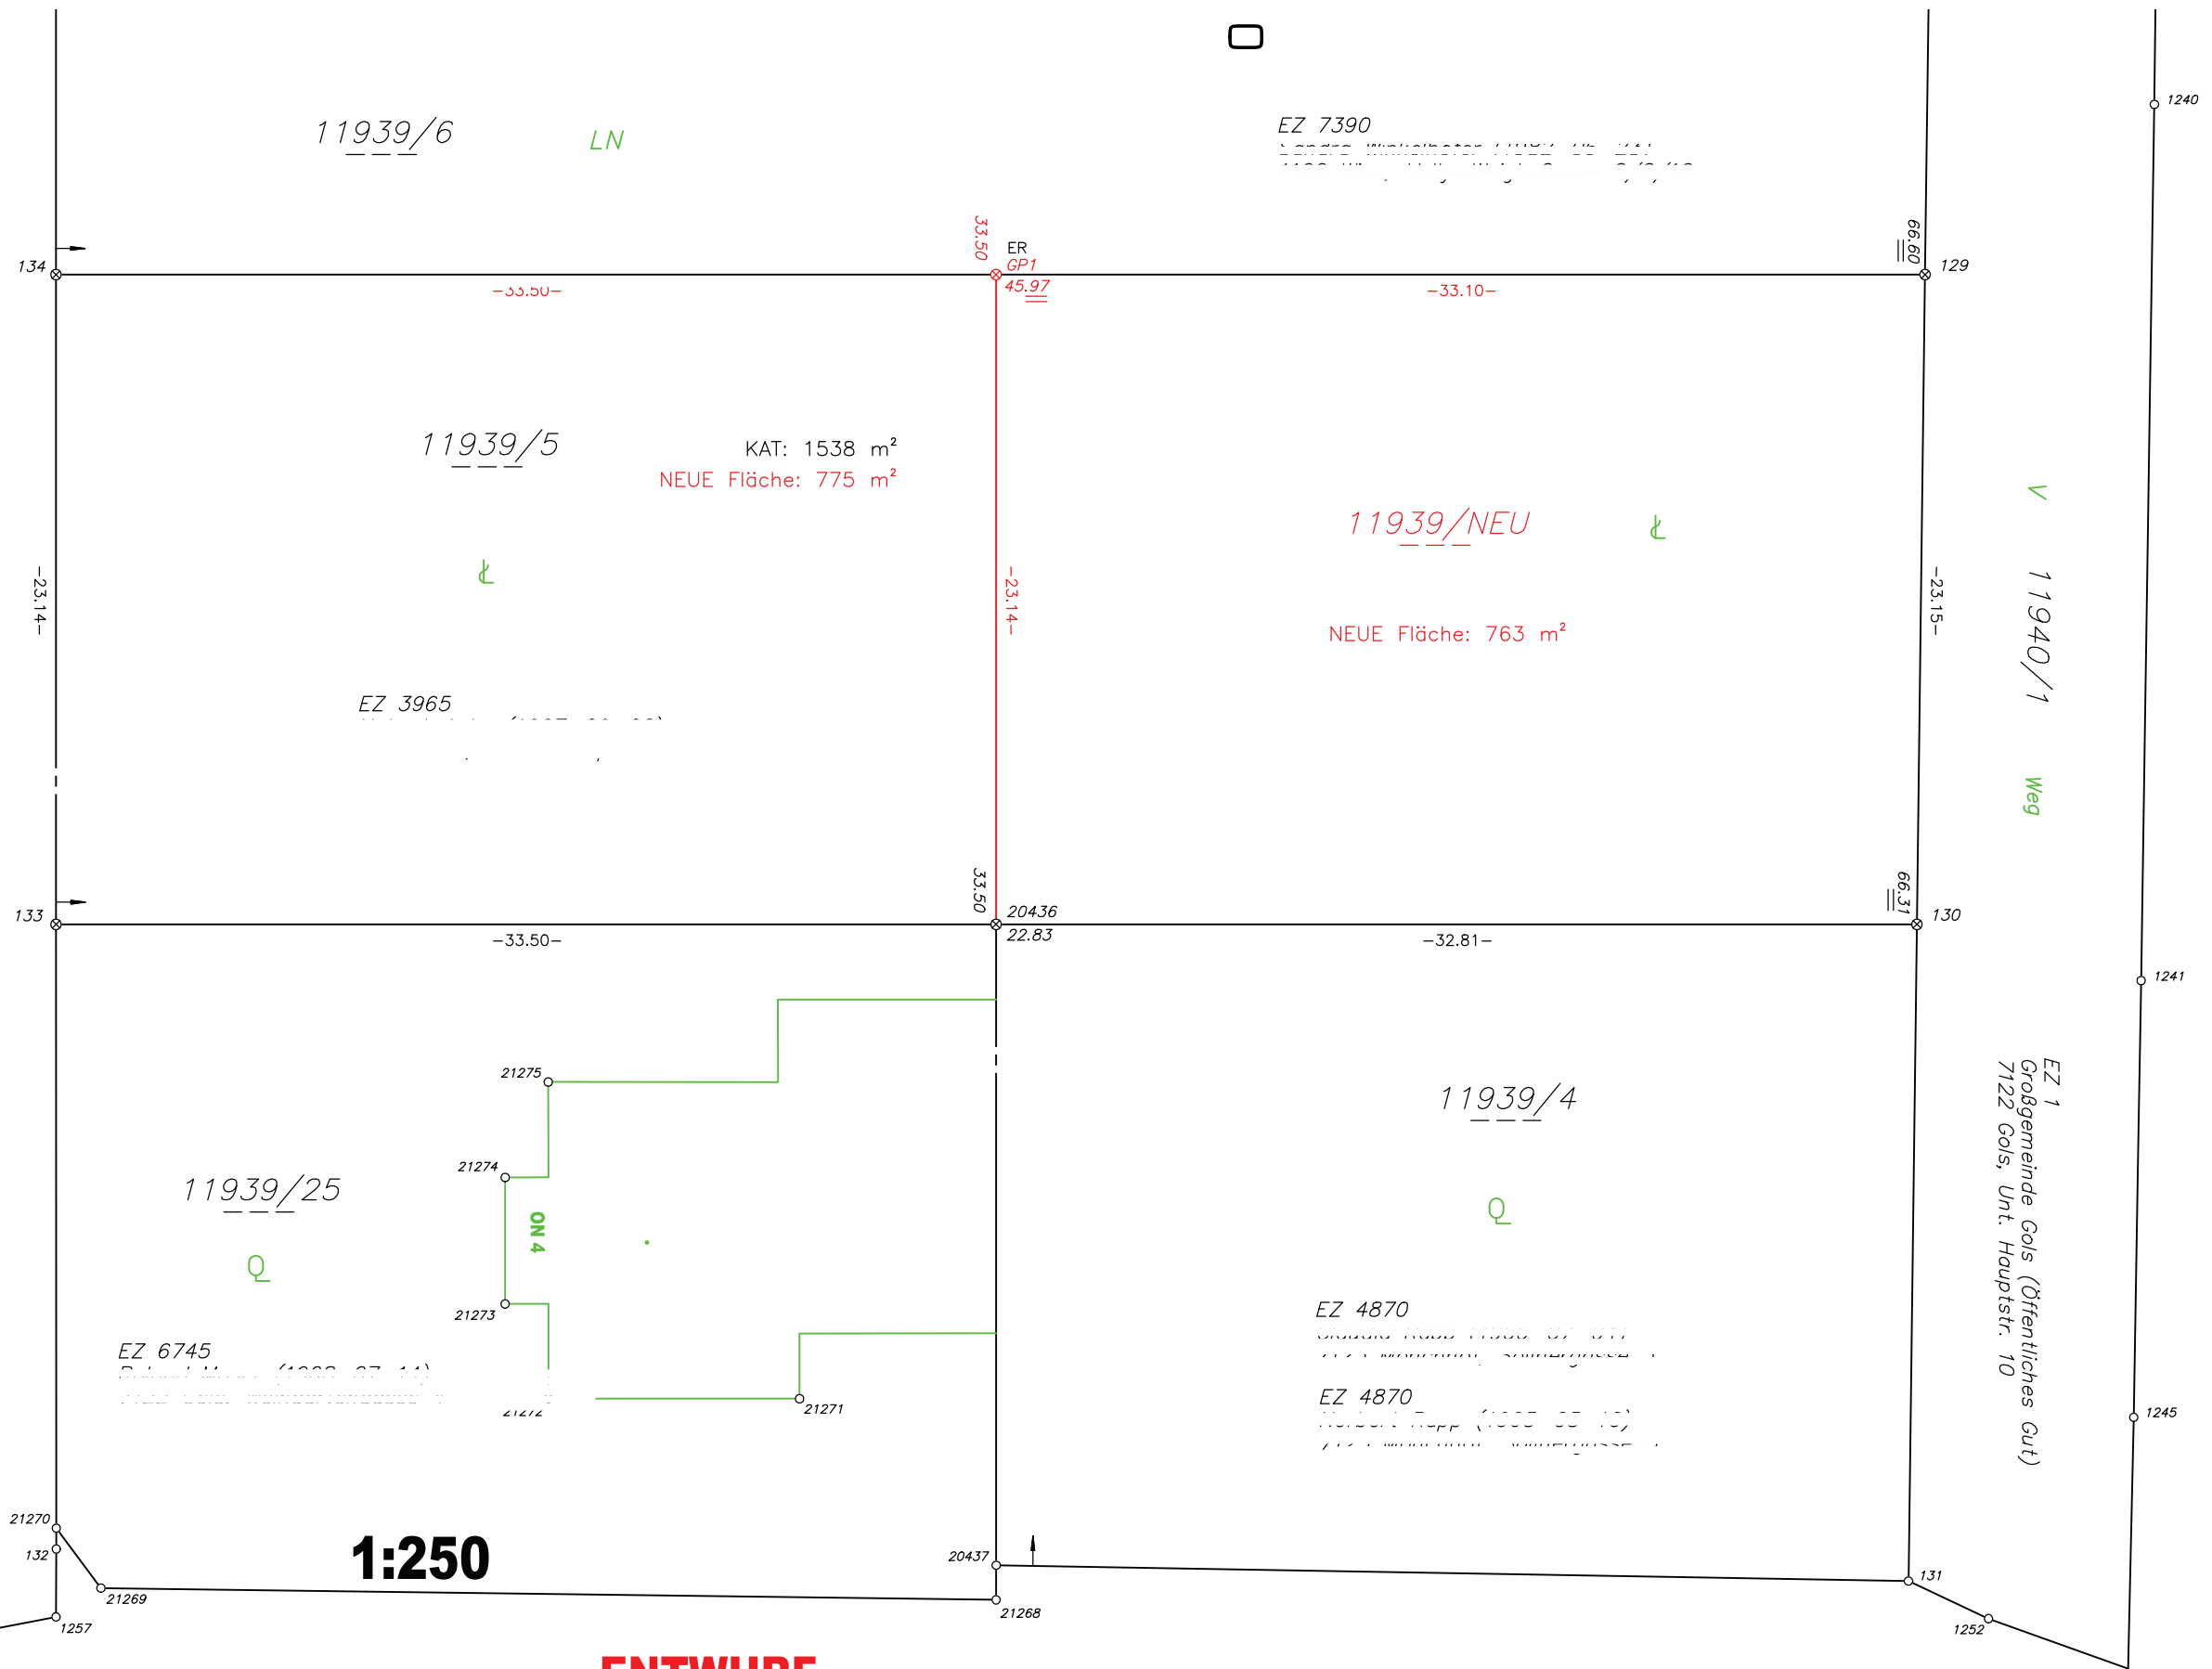 1240
11939/6
LN
EZ 7390
33.50
ER
GP1
45.97
66.60
134
129
-33.50-
-33.10-
11939/5
KAT: 1538 m²
NEUE Fläche: 775 m²
11939/NEU
Ł
V
Ł
11940/1
-23.14-
-23.14-
-23.15-
NEUE Fläche: 763 m²
EZ 3965
Weg
33.50
66.31
133
20436
22.83
130
-33.50-
-32.81-
1241
21275
11939/4
EZ 1
Großgemeinde Gols (Öffentliches Gut)
7122 Gols, Unt. Hauptstr. 10
21274
11939/25
ON 4
Q
Q
21273
EZ 4870
EZ 6745
EZ 4870
Norbert Rupp
21272
21271
1245
21270
132
1:250
20437
131
21269
21268
1257
1252
ENTWURF